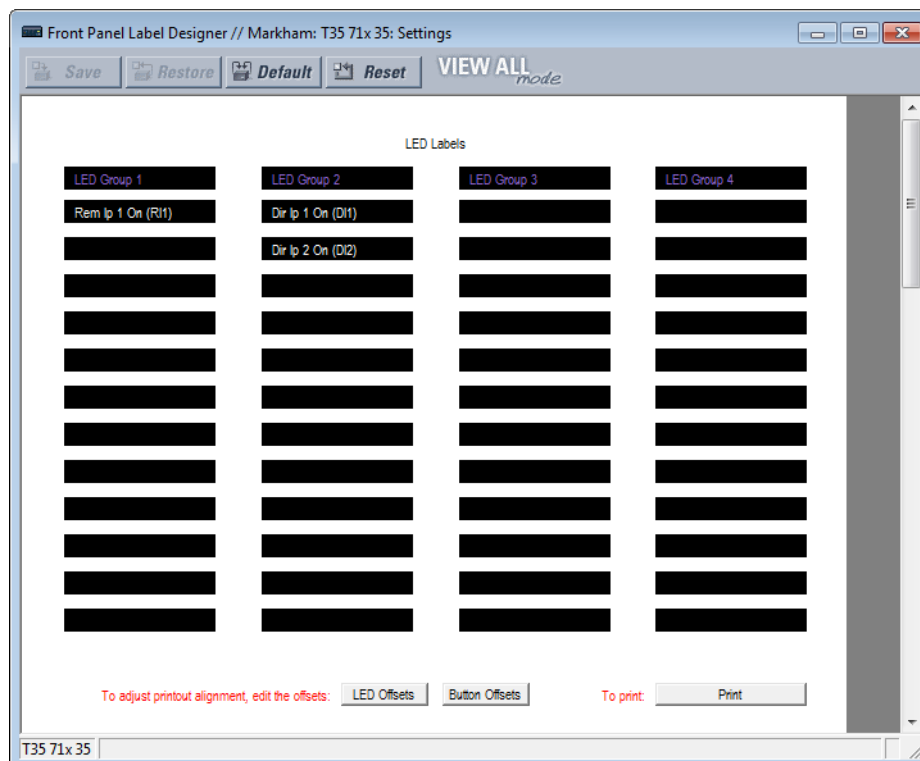 Front Panel Label Designer // Markham: T35 71x 35: Settings
Save Restore Default Reset VIEW ALL mode
LED Labels
LED Group 1 LED Group 2 LED Group 3 LED Group 4
Rem Ip 1 On (RI1) Dir Ip 1 On (DI1)
Dir Ip 2 On (DI2)
To adjust printout alignment, edit the offsets: LED Offsets Button Offsets To print: Print
T35 71x 35